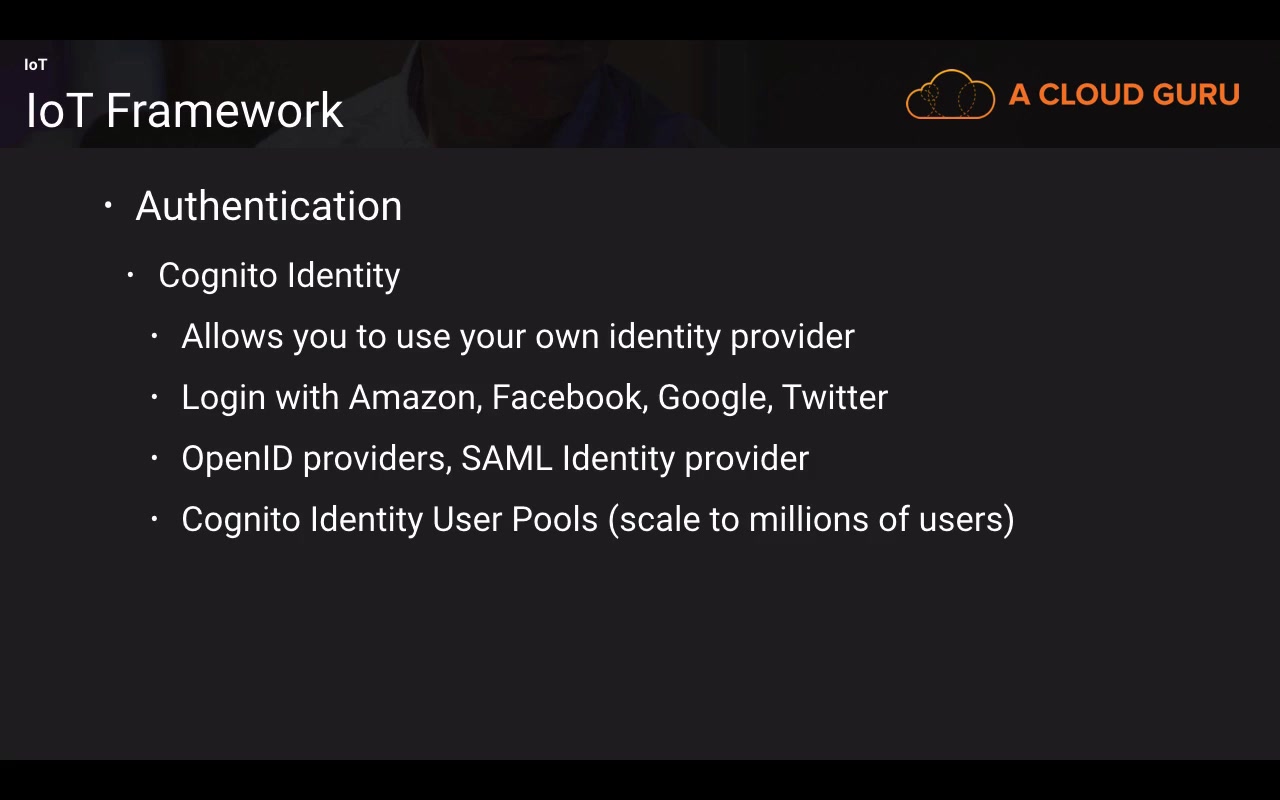 IoT
IoT Framework
A CLOUD GURU
• Authentication
• Cognito Identity
• Allows you to use your own identity provider
• Login with Amazon, Facebook, Google, Twitter
• OpenID providers, SAML Identity provider
• Cognito Identity User Pools (scale to millions of users)